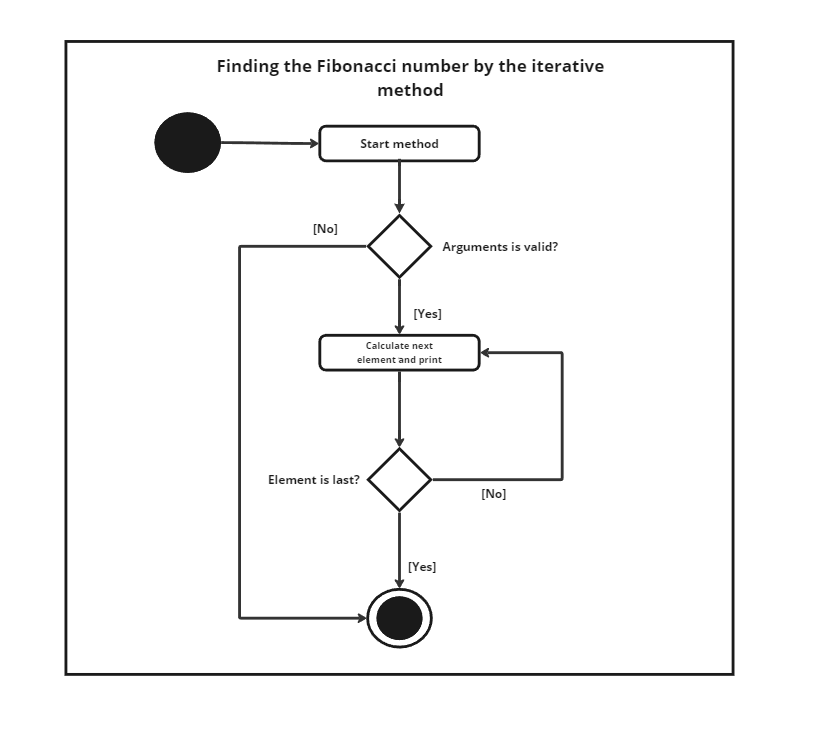 Finding the Fibonacci number by the iterative
method
Start method
[No]
Arguments is valid?
[Yes]
Calculate next
element and print
Element is last?
[No]
[Yes]